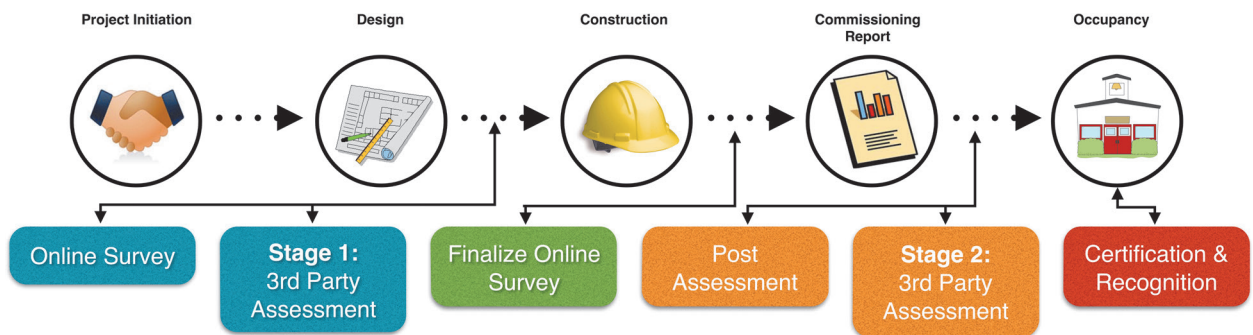 Project Initiation
Design
Construction
Commissioning
Report
Occupancy
Online Survey
Stage 1:
3rd Party
Assessment
Finalize Online
Survey
Post
Assessment
Stage 2:
3rd Party
Assessment
Certification &
Recognition